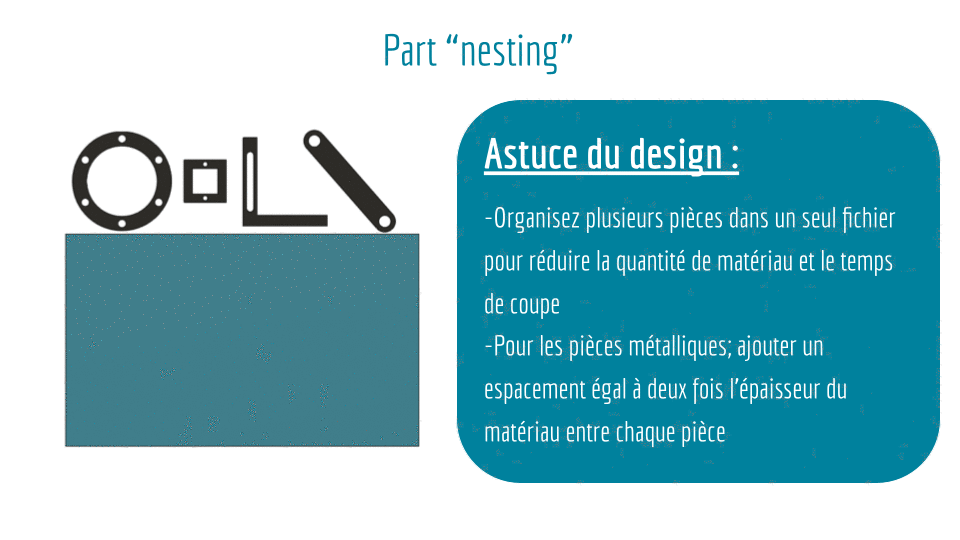 Part “nesting”
Astuce du design :
-Organisez plusieurs pièces dans un seul fichier
pour réduire la quantité de matériau et le temps
de coupe
-Pour les pièces métalliques; ajouter un
espacement égal à deux fois l'épaisseur du
matériau entre chaque pièce